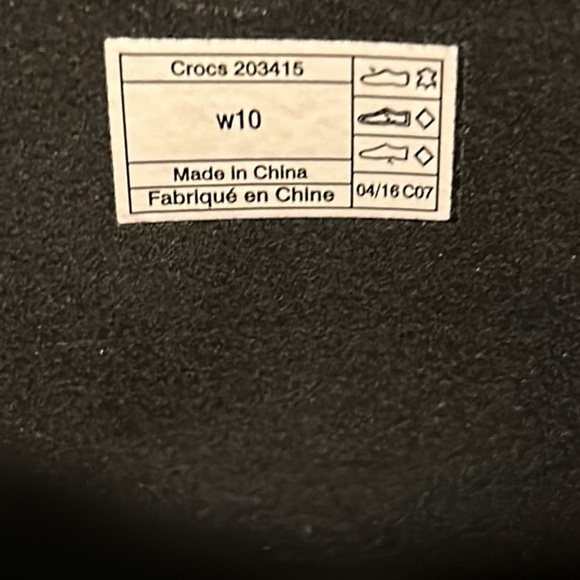 Crocs 203415
w10
Made in China
Fabriqué en Chine
04/16 C07